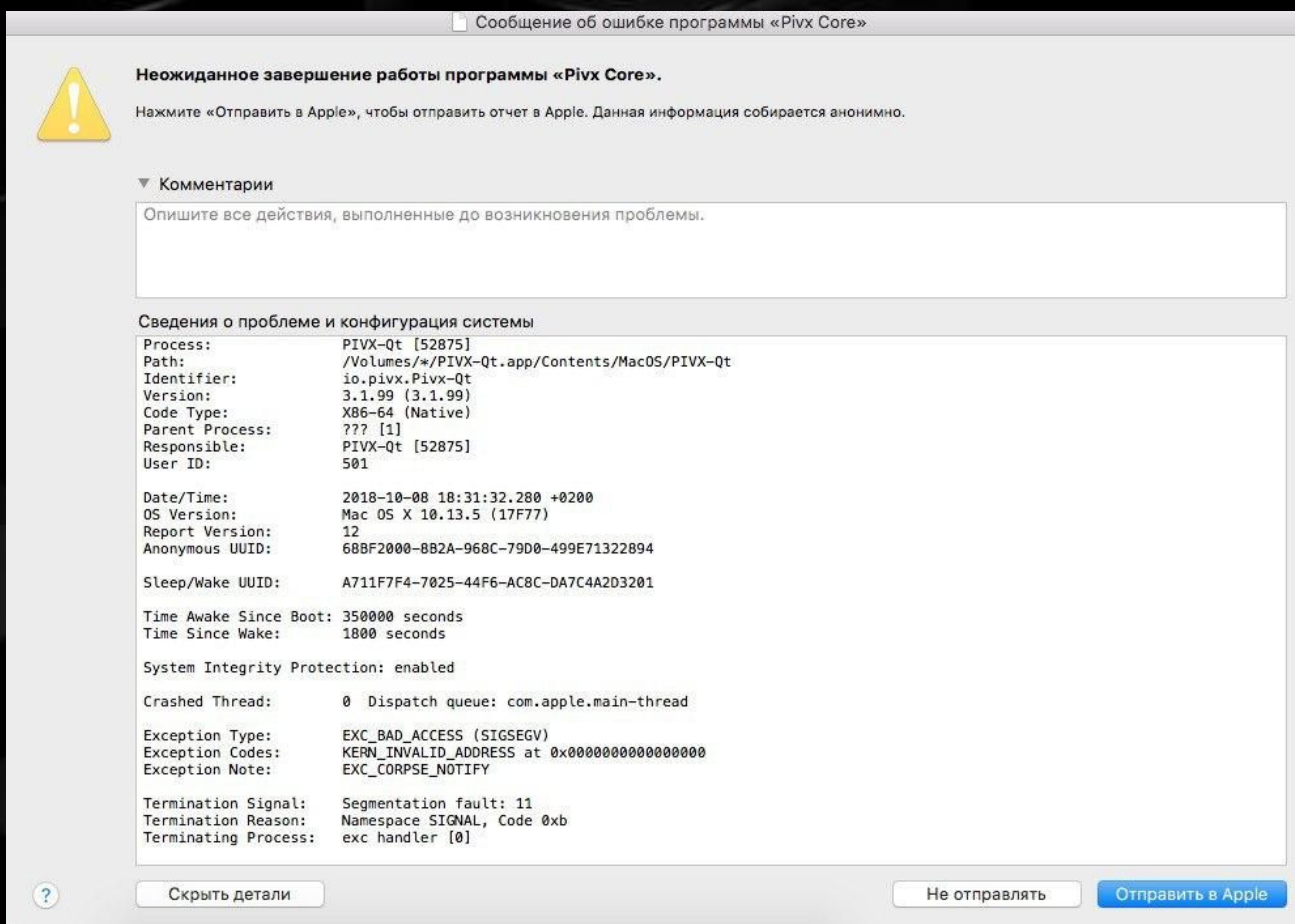 Сообщение об ошибке программы «Pivx Core»
Неожиданное завершение работы программы «Pivx Core».
Нажмите «Отправить в Apple», чтобы отправить отчет в Apple. Данная информация собирается анонимно.
Комментарии
Опишите все действия, выполненные до возникновения проблемы.
Сведения о проблеме и конфигурация системы
Process: PIVX-Qt [52875]
Path: /Volumes/*/PIVX-Qt.app/Contents/MacOS/PIVX-Qt
Identifier: io.pivx.Pivx-Qt
Version: 3.1.99 (3.1.99)
Code Type: X86-64 (Native)
Parent Process: ??? [1]
Responsible: PIVX-Qt [52875]
User ID: 501
Date/Time: 2018-10-08 18:31:32.280 +0200
OS Version: Mac OS X 10.13.5 (17F77)
Report Version: 12
Anonymous UUID: 68BF2000-8B2A-968C-79D0-499E71322894
Sleep/Wake UUID: A711F7F4-7025-44F6-AC8C-DA7C4A2D3201
Time Awake Since Boot: 350000 seconds
Time Since Wake: 1800 seconds
System Integrity Protection: enabled
Crashed Thread: 0 Dispatch queue: com.apple.main-thread
Exception Type: EXC_BAD_ACCESS (SIGSEGV)
Exception Codes: KERN_INVALID_ADDRESS at 0x0000000000000000
Exception Note: EXC_CORPSE_NOTIFY
Termination Signal: Segmentation fault: 11
Termination Reason: Namespace SIGNAL, Code 0xb
Terminating Process: exc handler [0]
? Скрыть детали Не отправлять Отправить в Apple